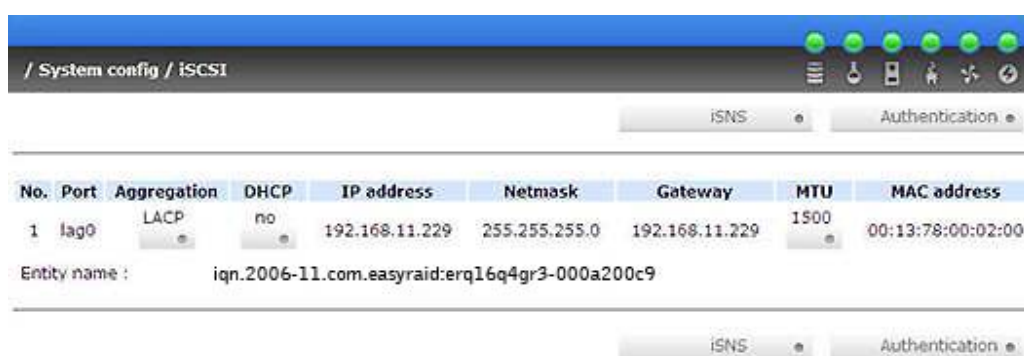 / System config / iSCSI
iSNS Authentication
No. Port Aggregation DHCP IP address Netmask Gateway MTU MAC address
1 lag0 LACP no 192.168.11.229 255.255.255.0 192.168.11.229 1500 00:13:78:00:02:00
Entity name : iqn.2006-11.com.easyraid:erq16q4gr3-000a200c9
iSNS Authentication